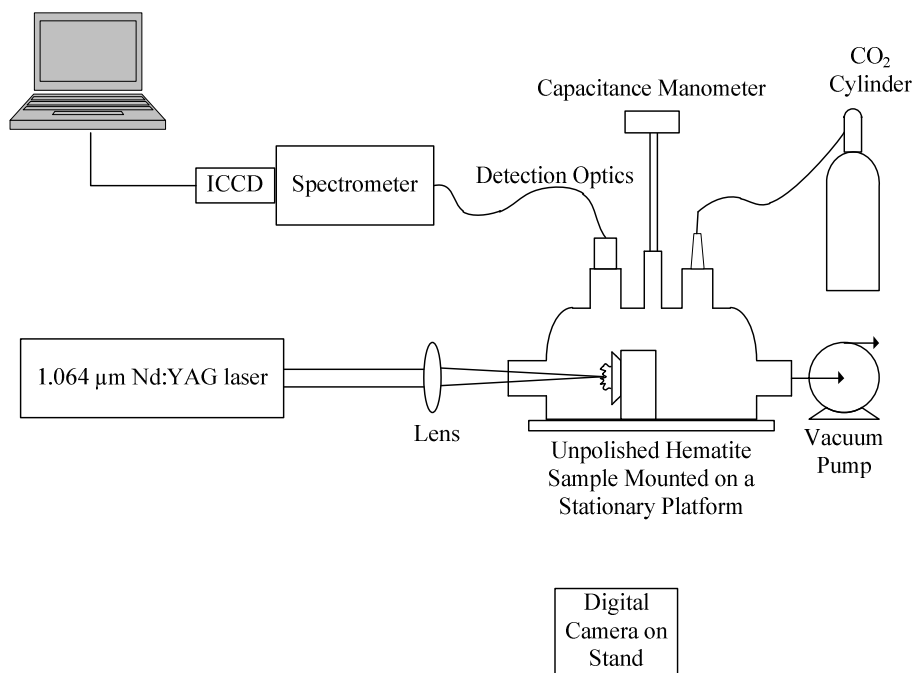 CO₂
Cylinder
Capacitance Manometer
ICCD
Spectrometer
Detection Optics
1.064 µm Nd:YAG laser
Lens
Unpolished Hematite
Sample Mounted on a
Stationary Platform
Vacuum
Pump
Digital
Camera on
Stand